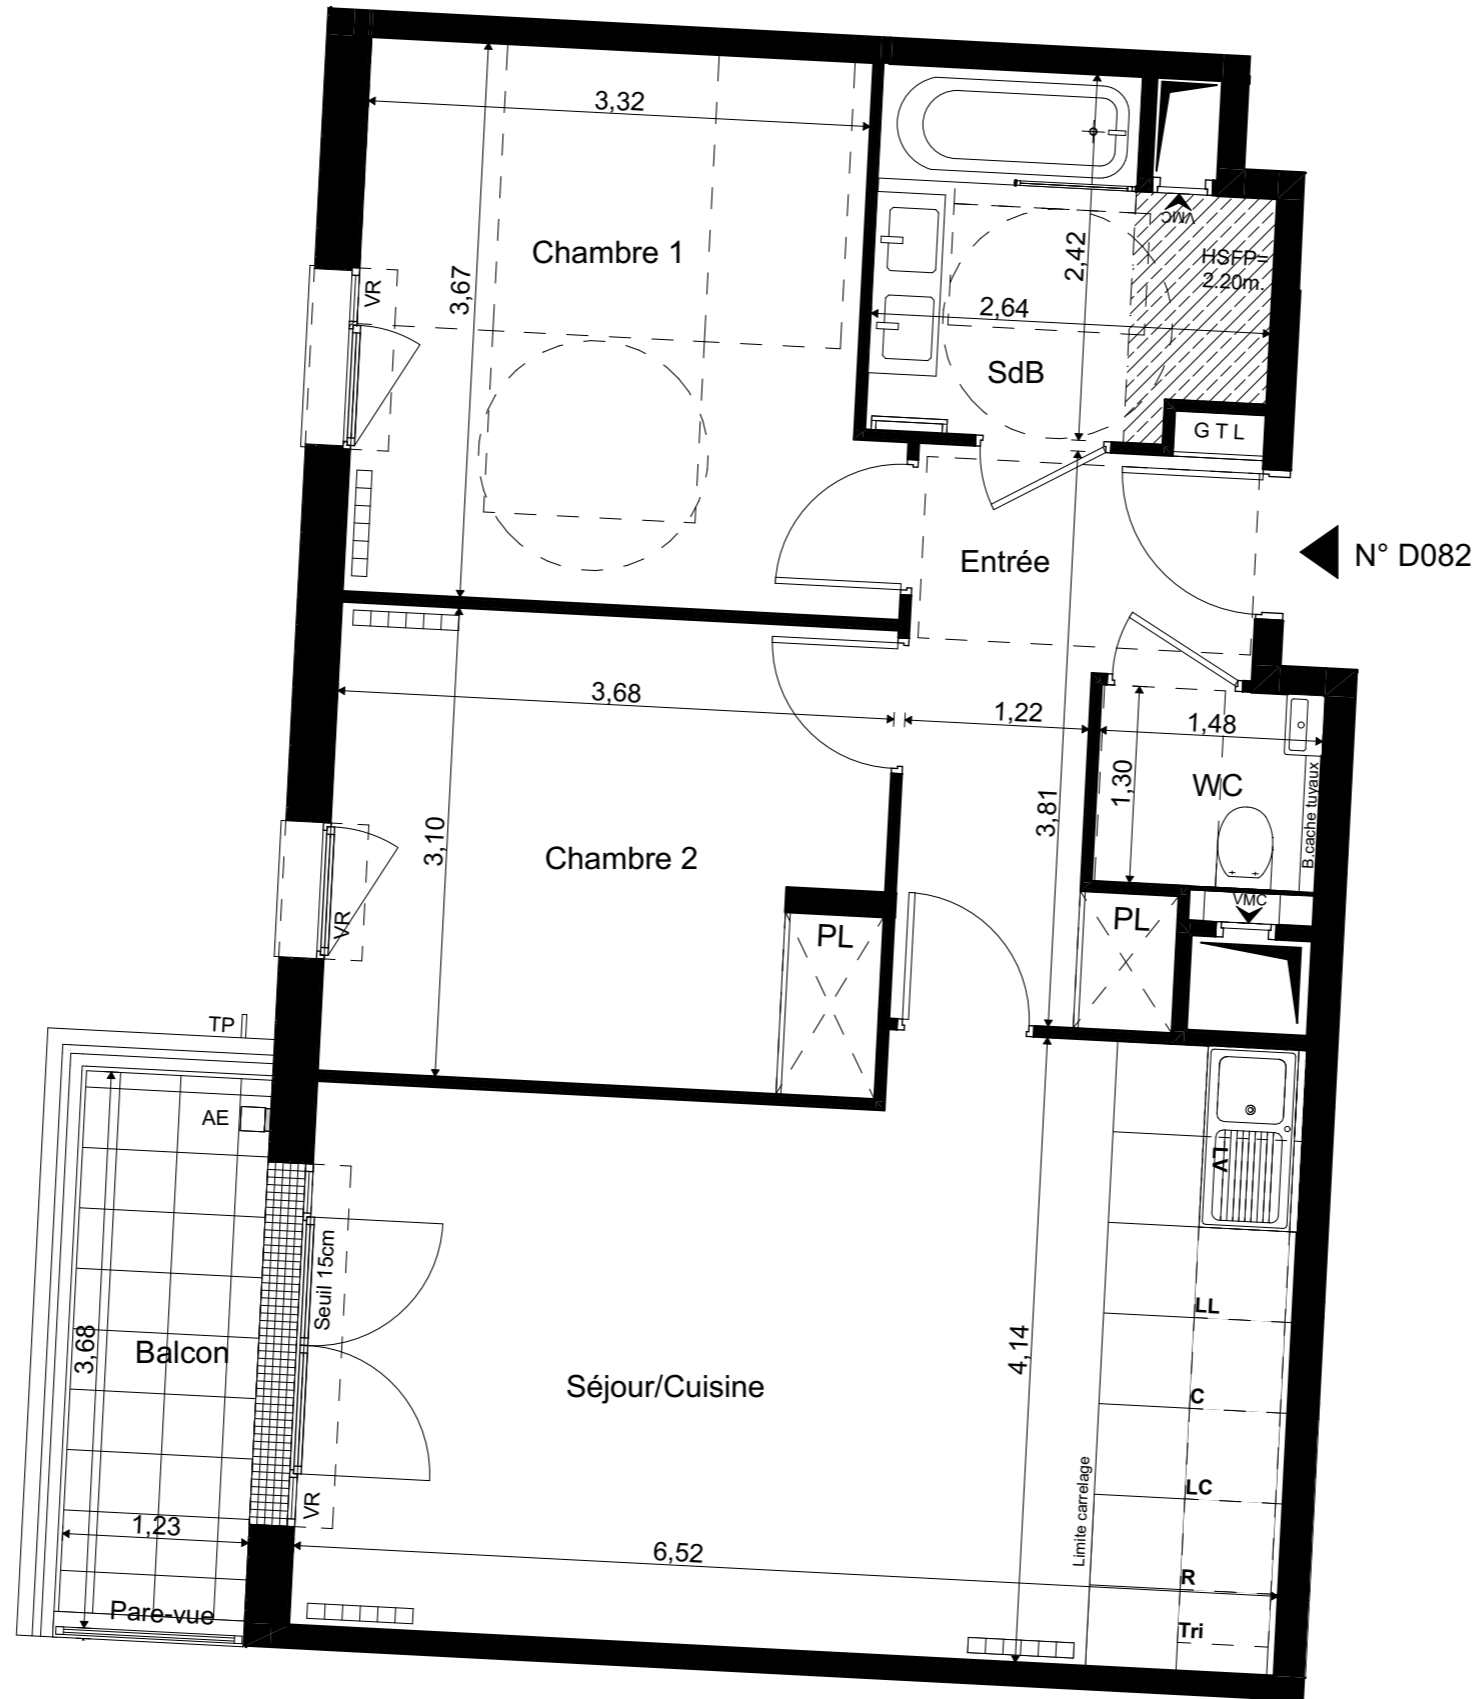 3,32
Chambre 1
3,67
VR
2,42
VMC
HSFP=
2.20m.
2,64
SdB
GTL
Entrée
N° D082
3,68
1,22
1,48
1,30
WC
B.cache tuyaux
3,81
3,10
Chambre 2
VR
PL
PL
VMC
TP
AE
LV
Seuil 15cm
3,68
Balcon
LL
4,14
Séjour/Cuisine
C
Limite carrelage
LC
VR
1,23
6,52
R
Pare-vue
Tri